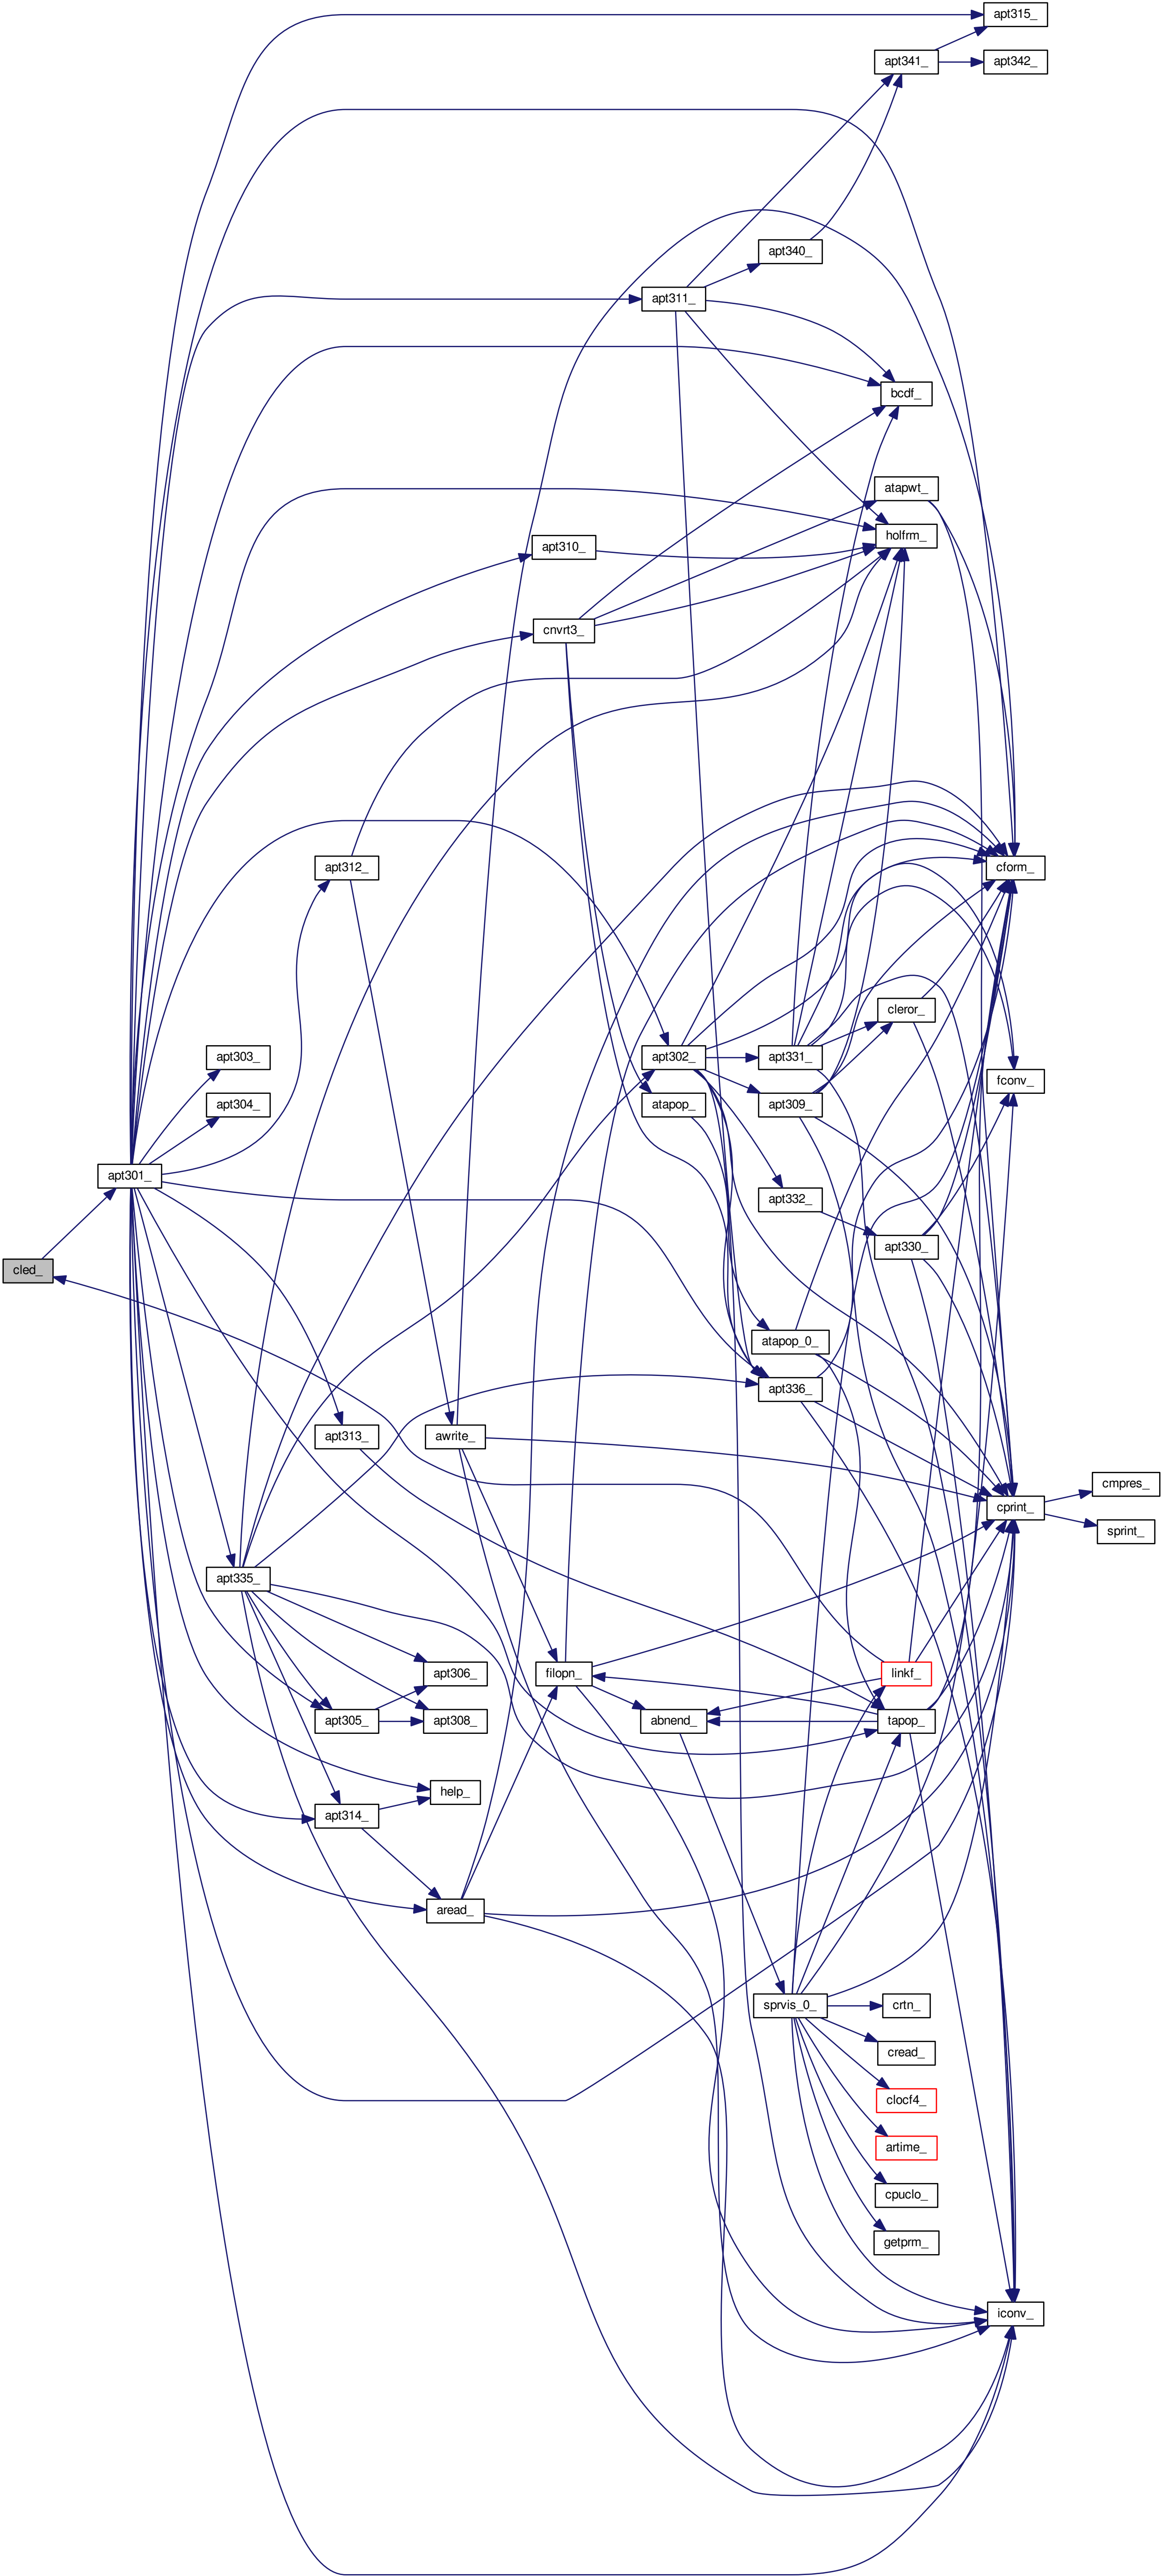 apt315_
apt341_
apt342_
apt340_
apt311_
bcdf_
atapwt_
holfrm_
apt310_
cnvrt3_
apt312_
cform_
cleror_
apt303_
apt302_
apt331_
fconv_
apt304_
atapop_
apt309_
apt301_
apt332_
apt330_
cled_
atapop_0_
apt336_
apt313_
awrite_
cmpres_
cprint_
sprint_
apt335_
apt306_
filopn_
linkf_
apt305_
apt308_
abnend_
tapop_
help_
apt314_
aread_
sprvis_0_
crtn_
cread_
clocf4_
artime_
cpuclo_
getprm_
iconv_